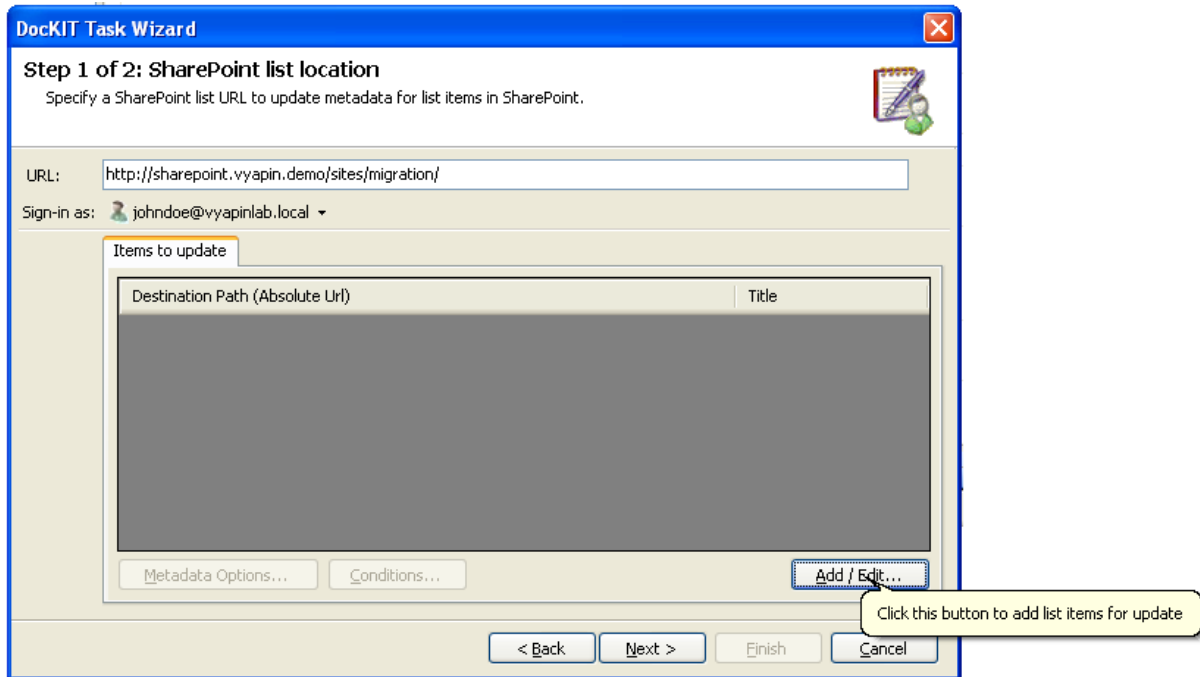 DocKIT Task Wizard
Step 1 of 2: SharePoint list location
Specify a SharePoint list URL to update metadata for list items in SharePoint.
URL: http://sharepoint.vyapin.demo/sites/migration/
Sign-in as: johndoe@vyapinlab.local
Items to update
Destination Path (Absolute Url) Title
Metadata Options... Conditions... Add / Edit...
Click this button to add list items for update
< Back Next > Finish Cancel